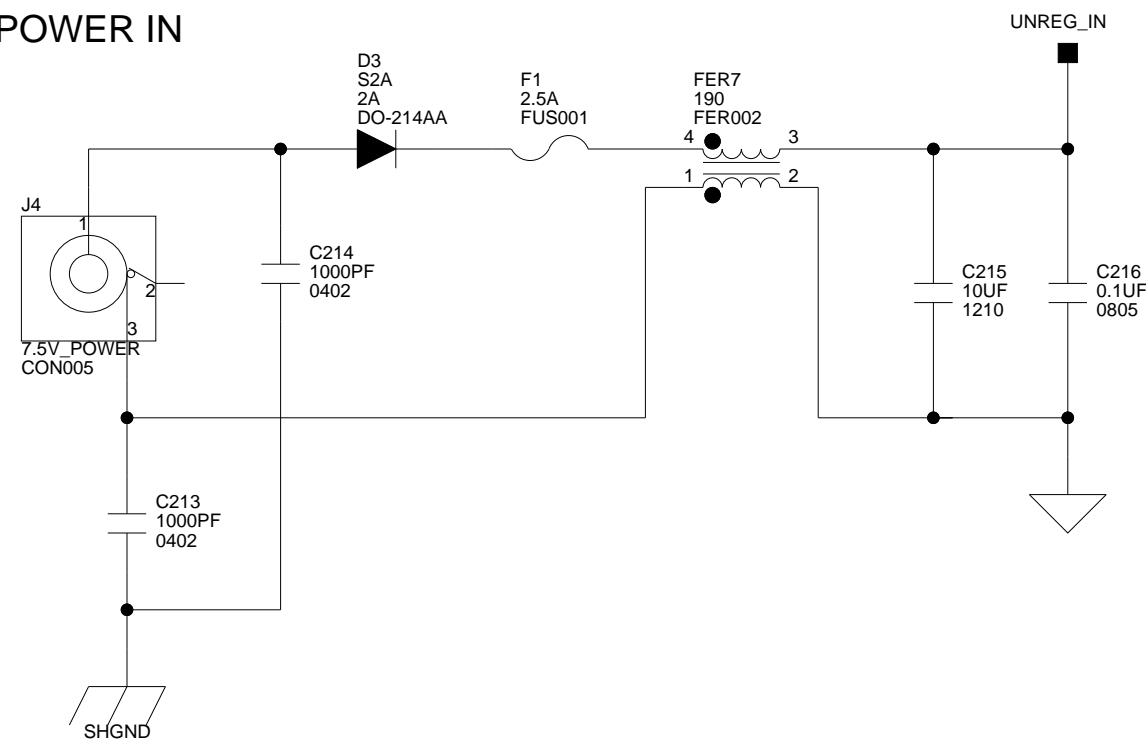 POWER IN
UNREG_IN
D3
S2A
2A
DO-214AA
F1
2.5A
FUS001
FER7
190
FER002
4
3
1
2
J4
1
2
3
7.5V_POWER
CON005
C214
1000PF
0402
C215
10UF
1210
C216
0.1UF
0805
C213
1000PF
0402
SHGND